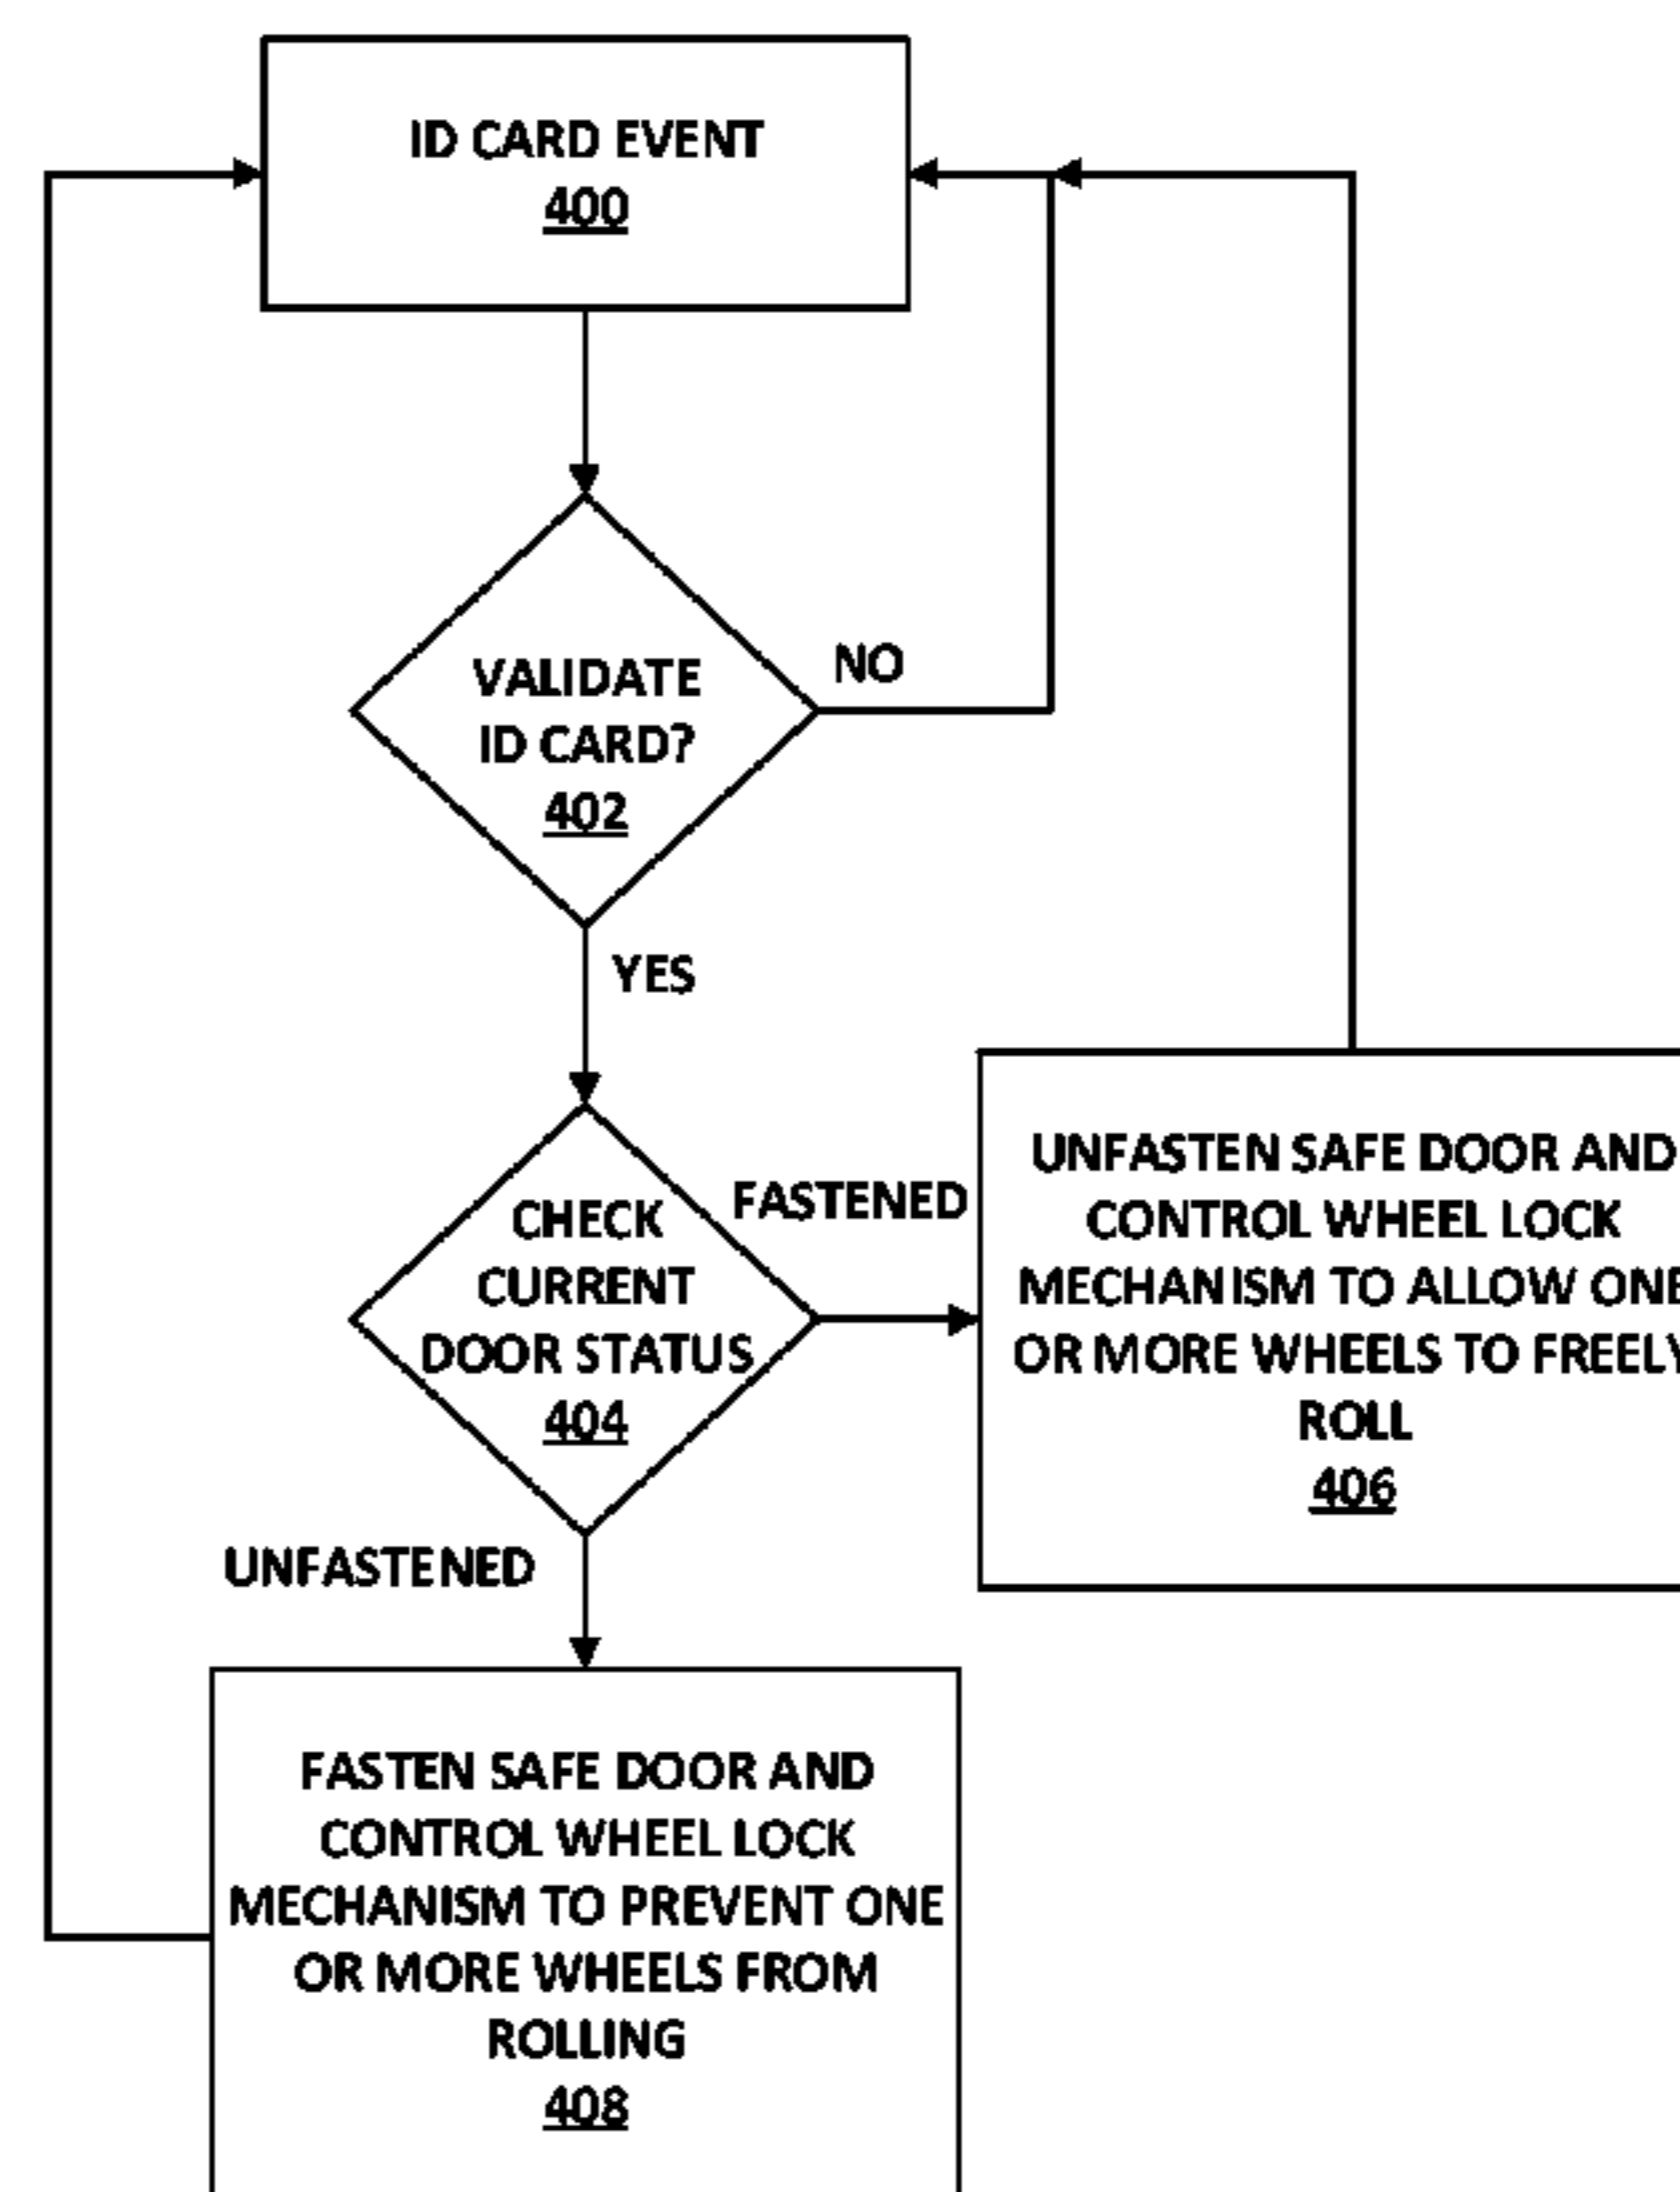 ID CARD EVENT
400
VALIDATE
ID CARD?
402
NO
YES
CHECK
CURRENT
DOOR STATUS
404
FASTENED
UNFASTENED
UNFASTEN SAFE DOOR AND
CONTROL WHEEL LOCK
MECHANISM TO ALLOW ONE
OR MORE WHEELS TO FREELY
ROLL
406
FASTEN SAFE DOOR AND
CONTROL WHEEL LOCK
MECHANISM TO PREVENT ONE
OR MORE WHEELS FROM
ROLLING
408